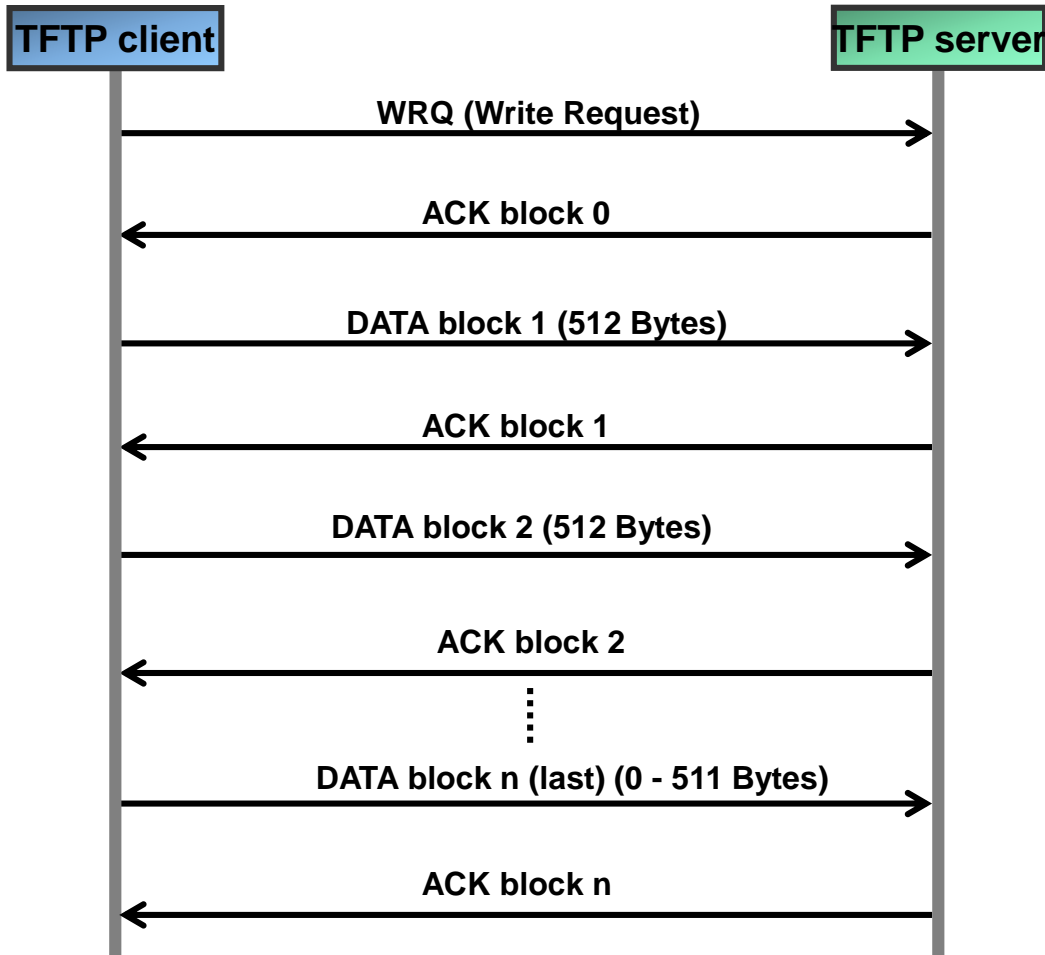 TFTP client
TFTP server
WRQ (Write Request)
ACK block 0
DATA block 1 (512 Bytes)
ACK block 1
DATA block 2 (512 Bytes)
ACK block 2
DATA block n (last) (0 - 511 Bytes)
ACK block n